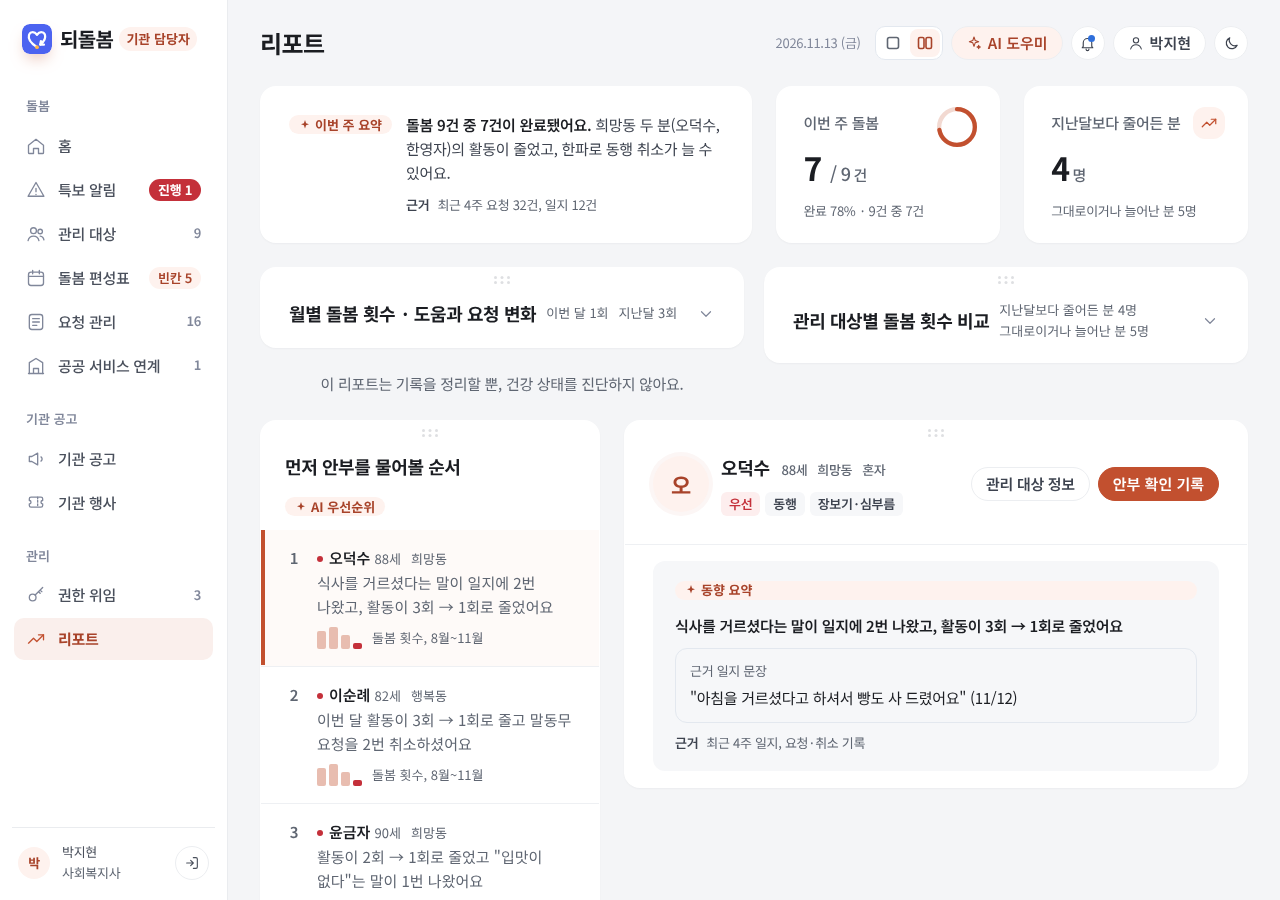 되돌봄 기관 담당자
돌봄
홈
특보 알림 진행 1
관리 대상 9
돌봄 편성표 빈칸 5
요청 관리 16
공공 서비스 연계 1
기관 공고
기관 공고
기관 행사
관리
권한 위임 3
리포트
박 박지현
사회복지사
리포트
2026.11.13 (금) AI 도우미 박지현
이번 주 요약
돌봄 9건 중 7건이 완료됐어요. 희망동 두 분(오덕수,
한영자)의 활동이 줄었고, 한파로 동행 취소가 늘 수
있어요.
근거 최근 4주 요청 32건, 일지 12건
이번 주 돌봄
7 / 9 건
완료 78% · 9건 중 7건
지난달보다 줄어든 분
4 명
그대로이거나 늘어난 분 5명
월별 돌봄 횟수 · 도움과 요청 변화 이번 달 1회 지난달 3회
관리 대상별 돌봄 횟수 비교
지난달보다 줄어든 분 4명
그대로이거나 늘어난 분 5명
이 리포트는 기록을 정리할 뿐, 건강 상태를 진단하지 않아요.
먼저 안부를 물어볼 순서
AI 우선순위
1 오덕수 88세 희망동
식사를 거르셨다는 말이 일지에 2번
나왔고, 활동이 3회 → 1회로 줄었어요
돌봄 횟수, 8월~11월
2 이순례 82세 행복동
이번 달 활동이 3회 → 1회로 줄고 말동무
요청을 2번 취소하셨어요
돌봄 횟수, 8월~11월
3 윤금자 90세 희망동
활동이 2회 → 1회로 줄었고 "입맛이
없다"는 말이 1번 나왔어요
오 오덕수 88세 희망동 혼자
우선 동행 장보기·심부름
관리 대상 정보 안부 확인 기록
동향 요약
식사를 거르셨다는 말이 일지에 2번 나왔고, 활동이 3회 → 1회로 줄었어요
근거 일지 문장
"아침을 거르셨다고 하셔서 빵도 사 드렸어요" (11/12)
근거 최근 4주 일지, 요청·취소 기록